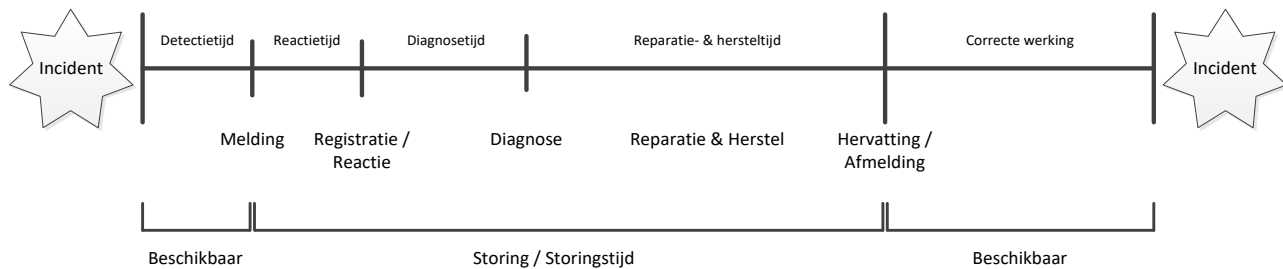 Detectietijd
Reactietijd
Diagnosetijd
Reparatie- & hersteltijd
Correcte werking
Incident
Incident
Melding
Registratie /
Reactie
Diagnose
Reparatie & Herstel
Hervatting /
Afmelding
Beschikbaar
Storing / Storingstijd
Beschikbaar